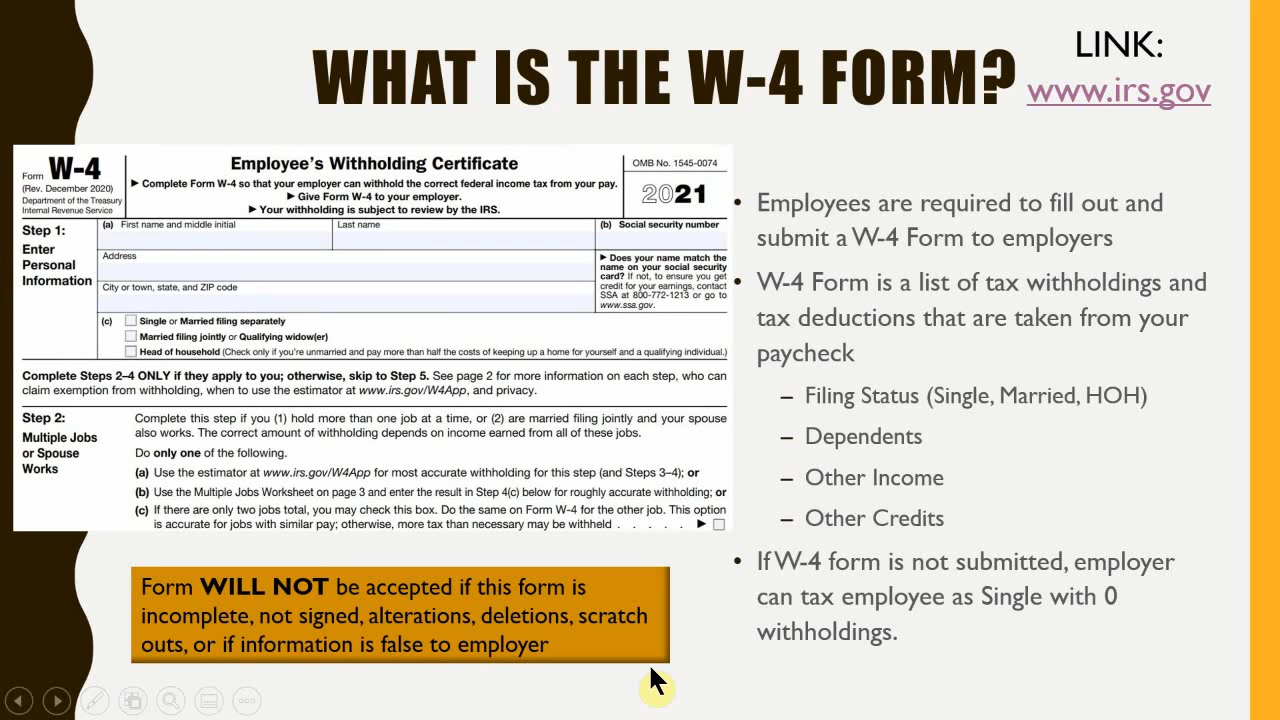 WHAT IS THE W-4 FORM?
LINK:
www.irs.gov
Form W-4
(Rev. December 2020)
Department of the Treasury
Internal Revenue Service
Employee's Withholding Certificate
▶ Complete Form W-4 so that your employer can withhold the correct federal income tax from your pay.
▶ Give Form W-4 to your employer.
▶ Your withholding is subject to review by the IRS.
OMB No. 1545-0074
2021
Step 1:
Enter
Personal
Information
(a) First name and middle initial
Last name
(b) Social security number
Address
City or town, state, and ZIP code
▶ Does your name match the
name on your social security
card? If not, to ensure you get
credit for your earnings, contact
SSA at 800-772-1213 or go to
www.ssa.gov.
(c) Single or Married filing separately
Married filing jointly or Qualifying widow(er)
Head of household (Check only if you're unmarried and pay more than half the costs of keeping up a home for yourself and a qualifying individual.)
Complete Steps 2–4 ONLY if they apply to you; otherwise, skip to Step 5. See page 2 for more information on each step, who can
claim exemption from withholding, when to use the estimator at www.irs.gov/W4App, and privacy.
Step 2:
Multiple Jobs
or Spouse
Works
Complete this step if you (1) hold more than one job at a time, or (2) are married filing jointly and your spouse
also works. The correct amount of withholding depends on income earned from all of these jobs.
Do only one of the following.
(a) Use the estimator at www.irs.gov/W4App for most accurate withholding for this step (and Steps 3–4); or
(b) Use the Multiple Jobs Worksheet on page 3 and enter the result in Step 4(c) below for roughly accurate withholding; or
(c) If there are only two jobs total, you may check this box. Do the same on Form W-4 for the other job. This option
is accurate for jobs with similar pay; otherwise, more tax than necessary may be withheld . . . . . ▶
Form WILL NOT be accepted if this form is
incomplete, not signed, alterations, deletions, scratch
outs, or if information is false to employer
• Employees are required to fill out and
submit a W-4 Form to employers
• W-4 Form is a list of tax withholdings and
tax deductions that are taken from your
paycheck
– Filing Status (Single, Married, HOH)
– Dependents
– Other Income
– Other Credits
• If W-4 form is not submitted, employer
can tax employee as Single with 0
withholdings.